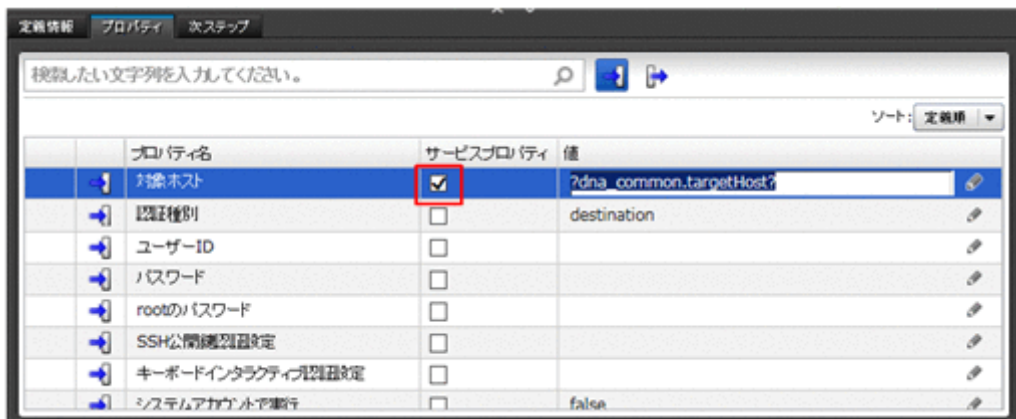 定義情報 プロパティ 次ステップ
検索したい文字列を入力してください。
ソート: 定義順
プロパティ名 サービスプロパティ 値
対象ホスト ?dna_common.targetHost?
認証種別 destination
ユーザーID
パスワード
rootのパスワード
SSH公開鍵認証設定
キーボードインタラクティブ認証設定
システムアカウントで実行 false